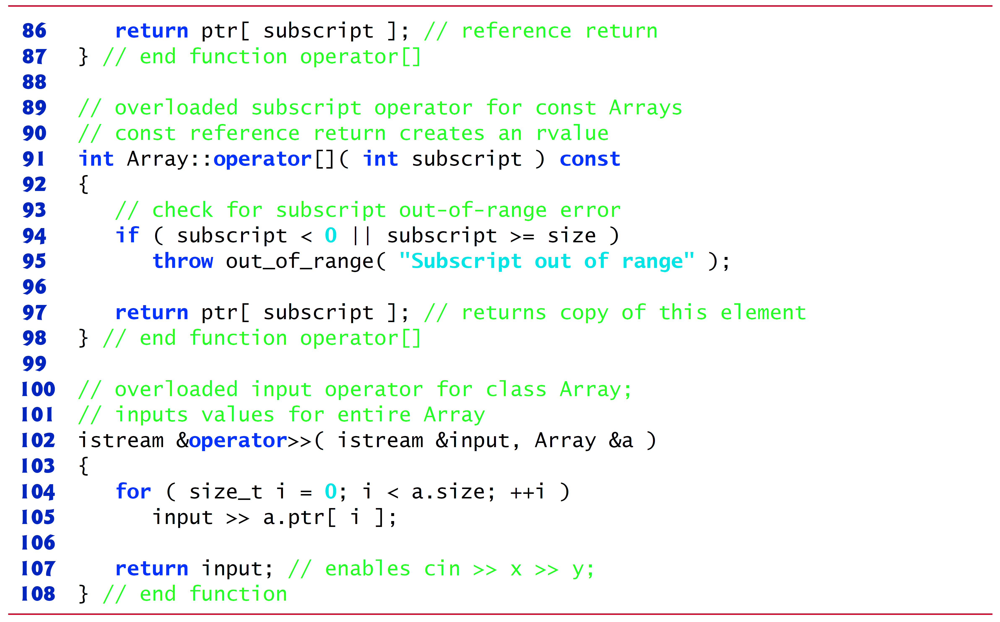 86 return ptr[ subscript ]; // reference return
87 } // end function operator[]
88
89 // overloaded subscript operator for const Arrays
90 // const reference return creates an rvalue
91 int Array::operator[]( int subscript ) const
92 {
93 // check for subscript out-of-range error
94 if ( subscript < 0 || subscript >= size )
95 throw out_of_range( "Subscript out of range" );
96
97 return ptr[ subscript ]; // returns copy of this element
98 } // end function operator[]
99
100 // overloaded input operator for class Array;
101 // inputs values for entire Array
102 istream &operator>>( istream &input, Array &a )
103 {
104 for ( size_t i = 0; i < a.size; ++i )
105 input >> a.ptr[ i ];
106
107 return input; // enables cin >> x >> y;
108 } // end function